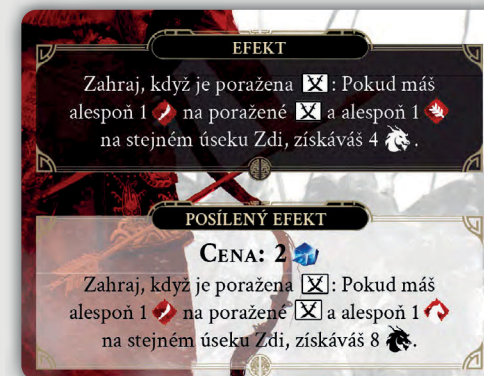 EFEKT
Zahraj, když je poražena : Pokud máš
alespoň 1 na poražené a alespoň 1
na stejném úseku Zdi, získáváš 4 .
POSÍLENÝ EFEKT
CENA: 2
Zahraj, když je poražena : Pokud máš
alespoň 1 na poražené a alespoň 1
na stejném úseku Zdi, získáváš 8 .